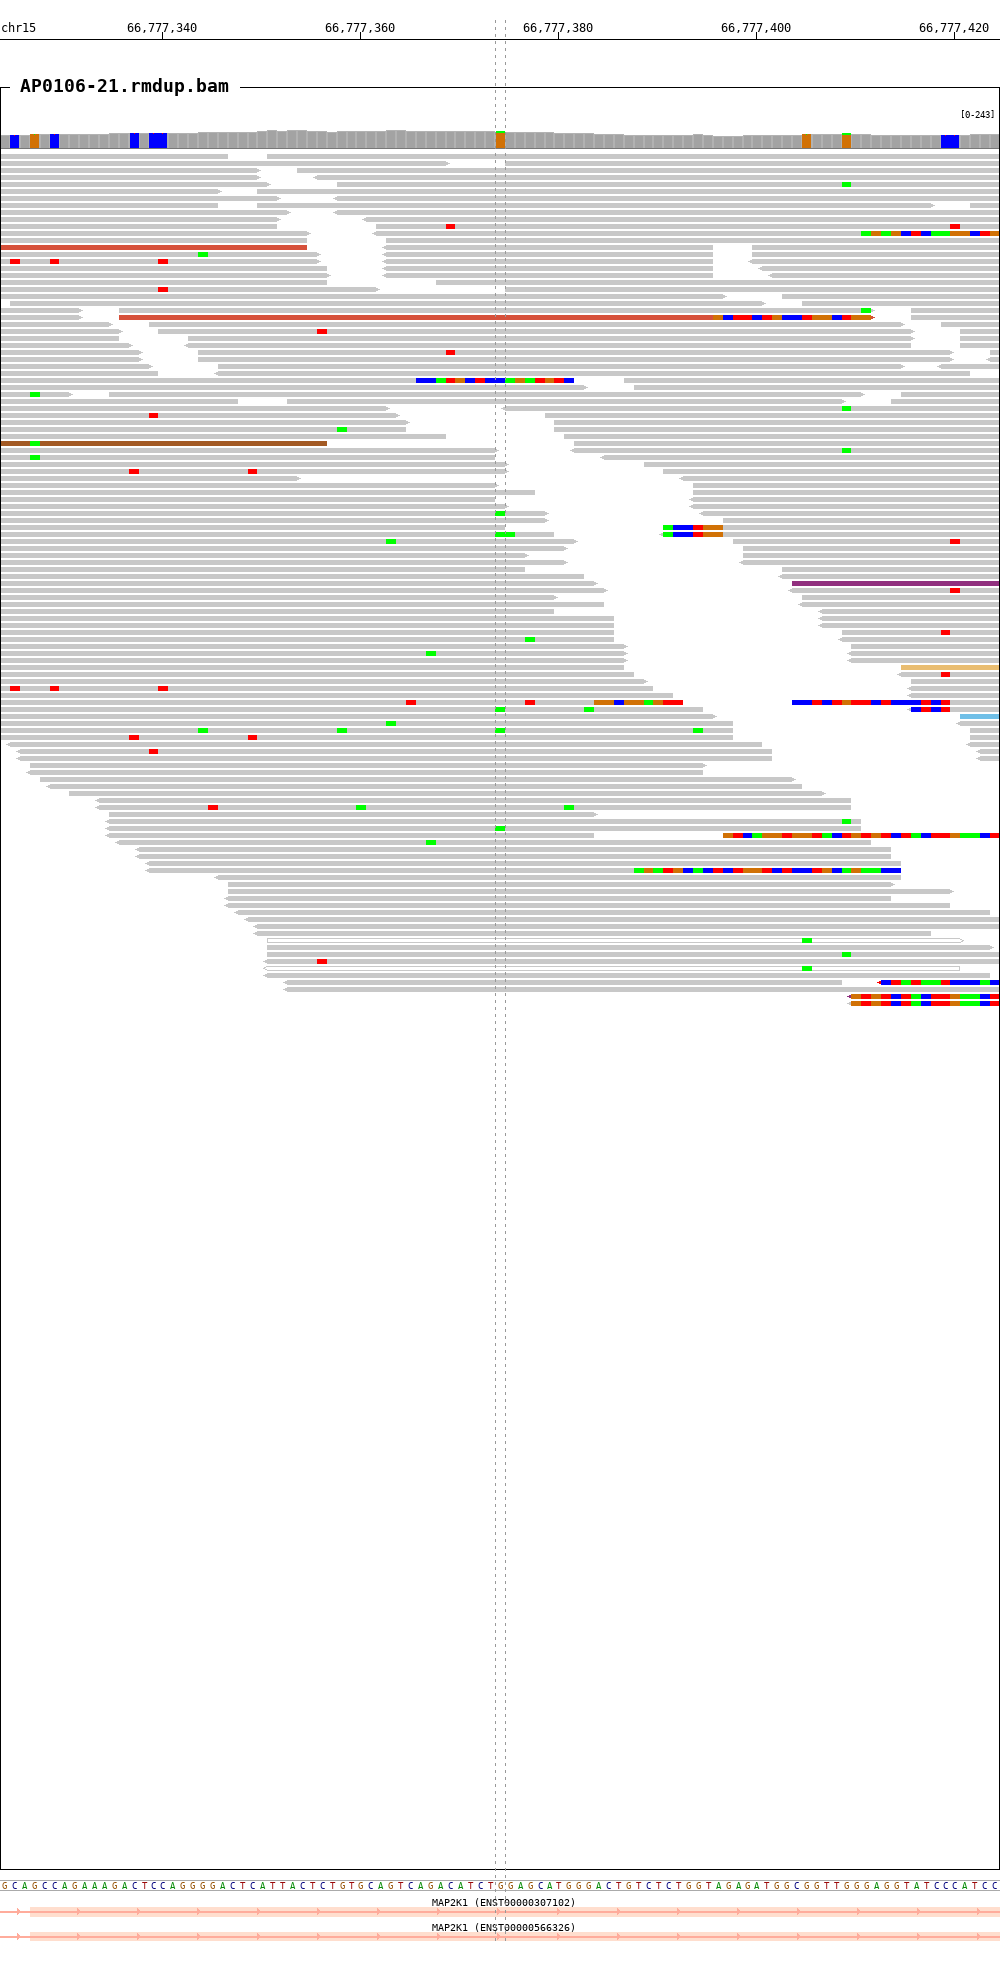 chr15 66,777,340 66,777,360 66,777,380 66,777,400 66,777,420
AP0106-21.rmdup.bam
[0-243]
GCAGCCAGAAAGACTCCAGGGGACTCATTACTCTGTGCAGTCAGACATCTGGAGCATGGGACTGTCTCTGGTAGAGATGGCGGTTGGGAGGTATCCCATCC
MAP2K1 (ENST00000307102)
MAP2K1 (ENST00000566326)